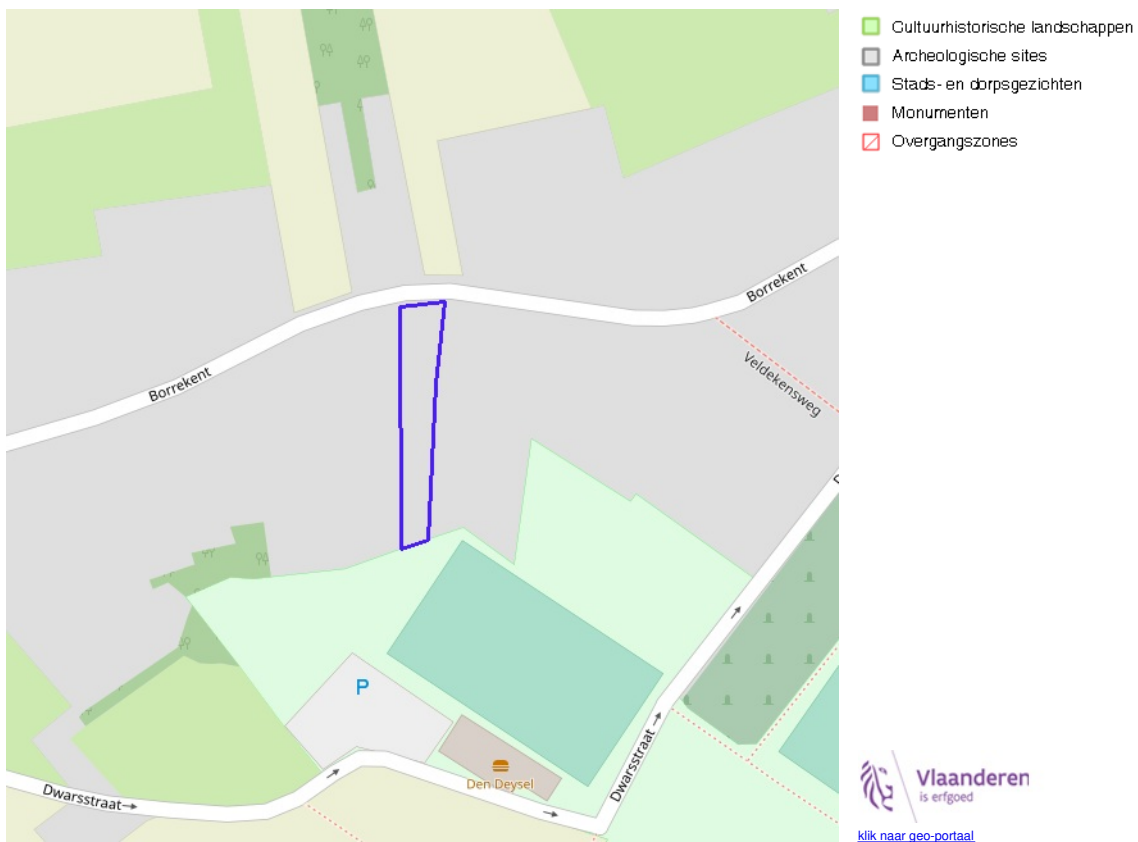 Cultuurhistorische landschappen
Archeologische sites
Stads- en dorpsgezichten
Monumenten
Overgangszones
Borrekent
Borrekent
Veldekensweg
P
Den Deysel
Dwarsstraat
Dwarsstraat
D
Vlaanderen
is erfgoed
klik naar geo-portaal